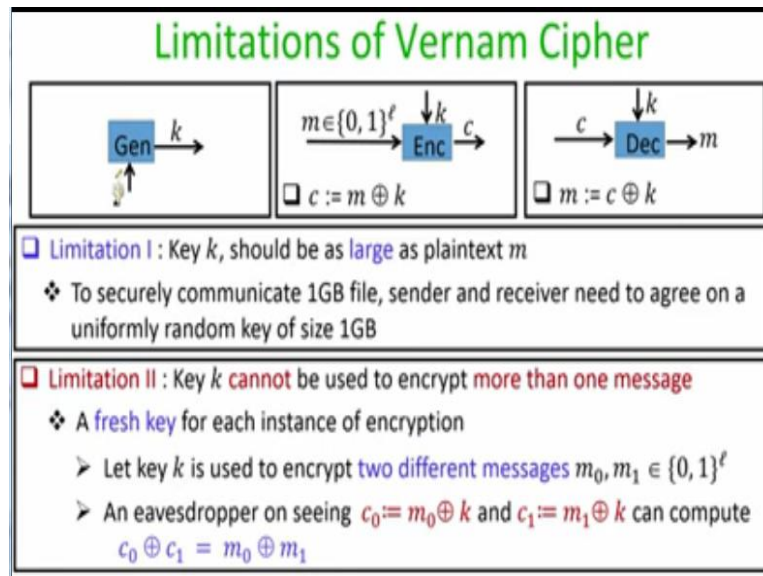 Limitations of Vernam Cipher
Gen
k
m∈{0,1}ℓ
k
Enc
c
❑ c := m ⊕ k
c
k
Dec
m
❑ m := c ⊕ k
❑ Limitation I : Key k, should be as large as plaintext m
❖ To securely communicate 1GB file, sender and receiver need to agree on a
uniformly random key of size 1GB
❑ Limitation II : Key k cannot be used to encrypt more than one message
❖ A fresh key for each instance of encryption
➢ Let key k is used to encrypt two different messages m₀, m₁ ∈ {0, 1}ℓ
➢ An eavesdropper on seeing c₀:= m₀⊕ k and c₁:= m₁⊕ k can compute
c₀ ⊕ c₁ = m₀ ⊕ m₁